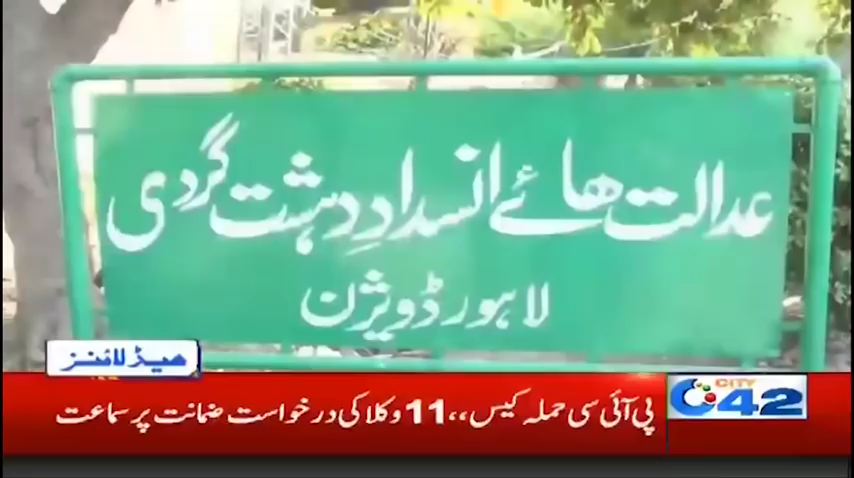 عدالت ھائے انسدادِ دہشت گردی
لاہور ڈویژن
ھیڈ لائنز
پی آئی سی حملہ کیس،، 11 وکلا کی درخواست ضمانت پر سماعت
CITY
42